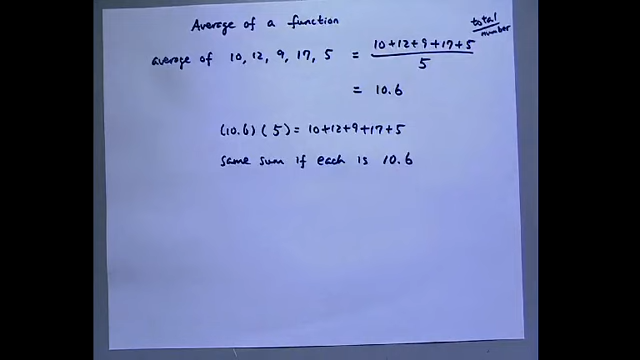 Average of a function
total
number
average of 10, 12, 9, 17, 5 = 10+12+9+17+5
5
= 10.6
(10.6)(5) = 10+12+9+17+5
same sum if each is 10.6